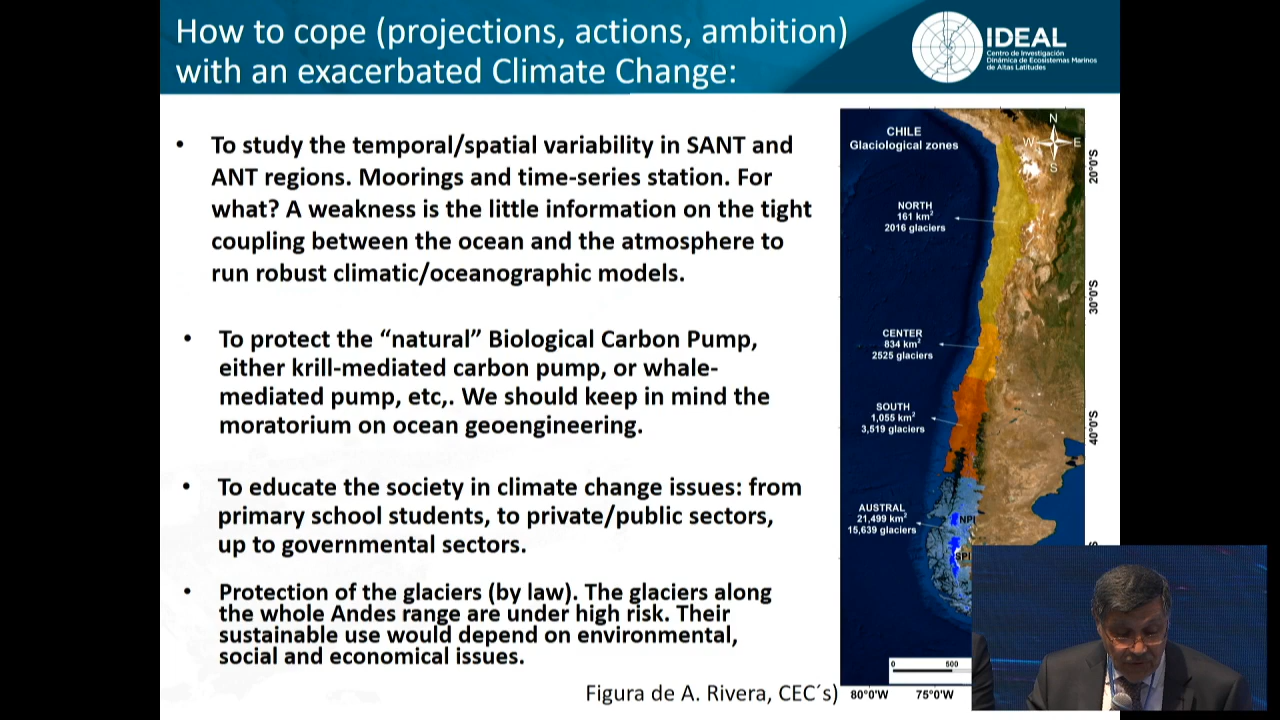 How to cope (projections, actions, ambition)
with an exacerbated Climate Change:
IDEAL
Centro de Investigación
Dinámica de Ecosistemas Marinos
de Altas Latitudes
• To study the temporal/spatial variability in SANT and
ANT regions. Moorings and time-series station. For
what? A weakness is the little information on the tight
coupling between the ocean and the atmosphere to
run robust climatic/oceanographic models.
• To protect the “natural” Biological Carbon Pump,
either krill-mediated carbon pump, or whale-
mediated pump, etc,. We should keep in mind the
moratorium on ocean geoengineering.
• To educate the society in climate change issues: from
primary school students, to private/public sectors,
up to governmental sectors.
• Protection of the glaciers (by law). The glaciers along
the whole Andes range are under high risk. Their
sustainable use would depend on environmental,
social and economical issues.
Figura de A. Rivera, CEC´s)
CHILE
Glaciological zones
N
W E
S
20°0'S
NORTH
161 km²
2016 glaciers
30°0'S
CENTER
834 km²
2525 glaciers
SOUTH
1,055 km²
3,519 glaciers
40°0'S
AUSTRAL
21,499 km²
15,639 glaciers
NPI
SPI
0 500
80°0'W 75°0'W